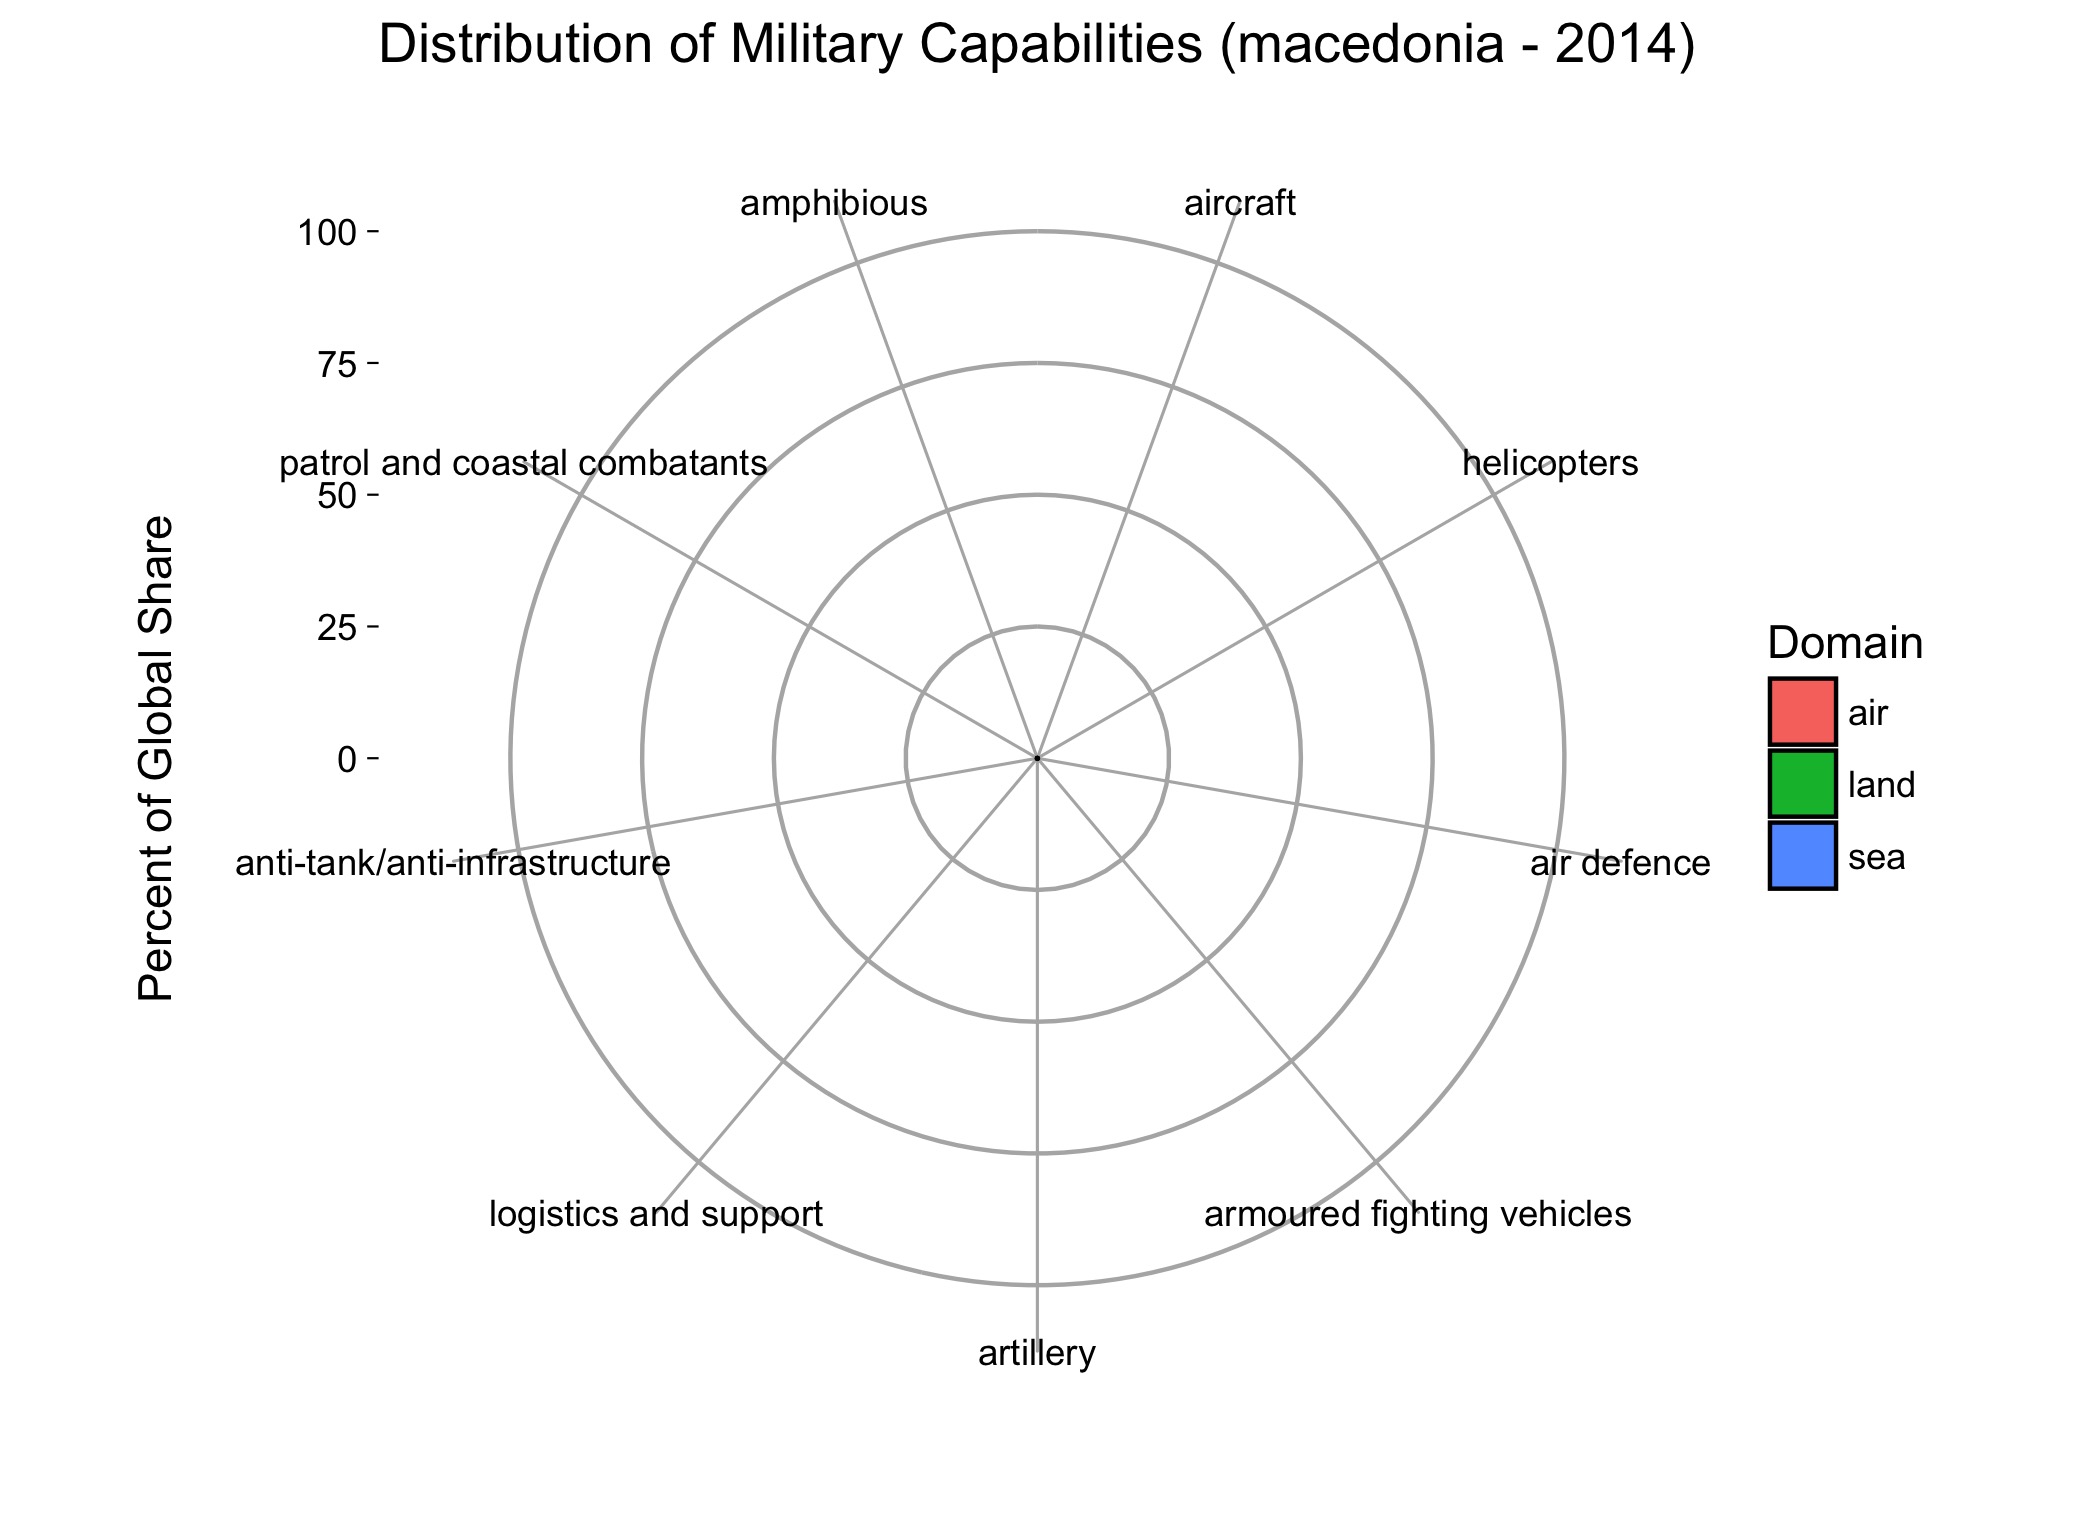 Distribution of Military Capabilities (macedonia - 2014)
amphibious
aircraft
100
75
patrol and coastal combatants
helicopters
50
25
0
Percent of Global Share
Domain
air
land
sea
anti-tank/anti-infrastructure
air defence
logistics and support
armoured fighting vehicles
artillery